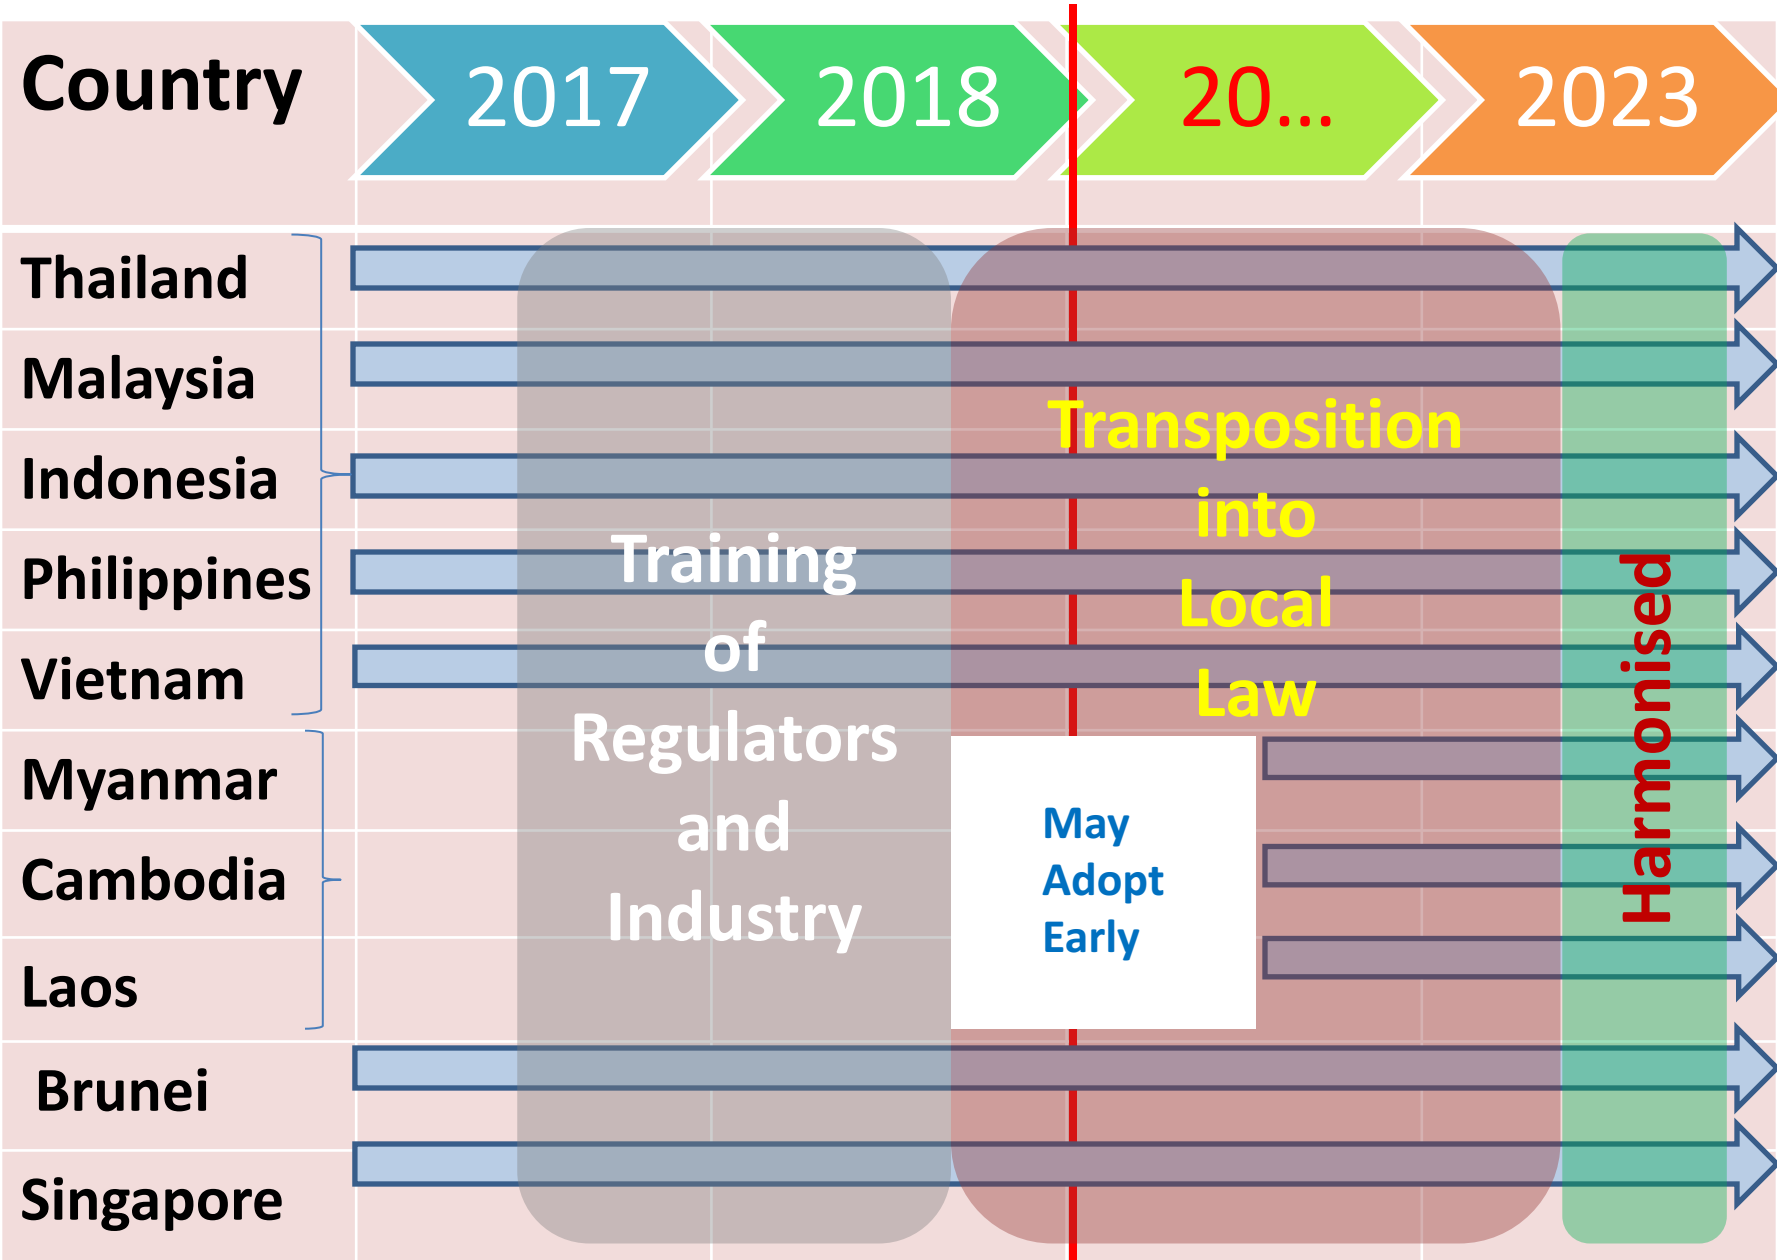 Country
2017
2018
20...
2023
Thailand
Malaysia
Indonesia
Philippines
Vietnam
Myanmar
Cambodia
Laos
Brunei
Singapore
Training
of
Regulators
and
Industry
Transposition
into
Local
Law
May
Adopt
Early
Harmonised